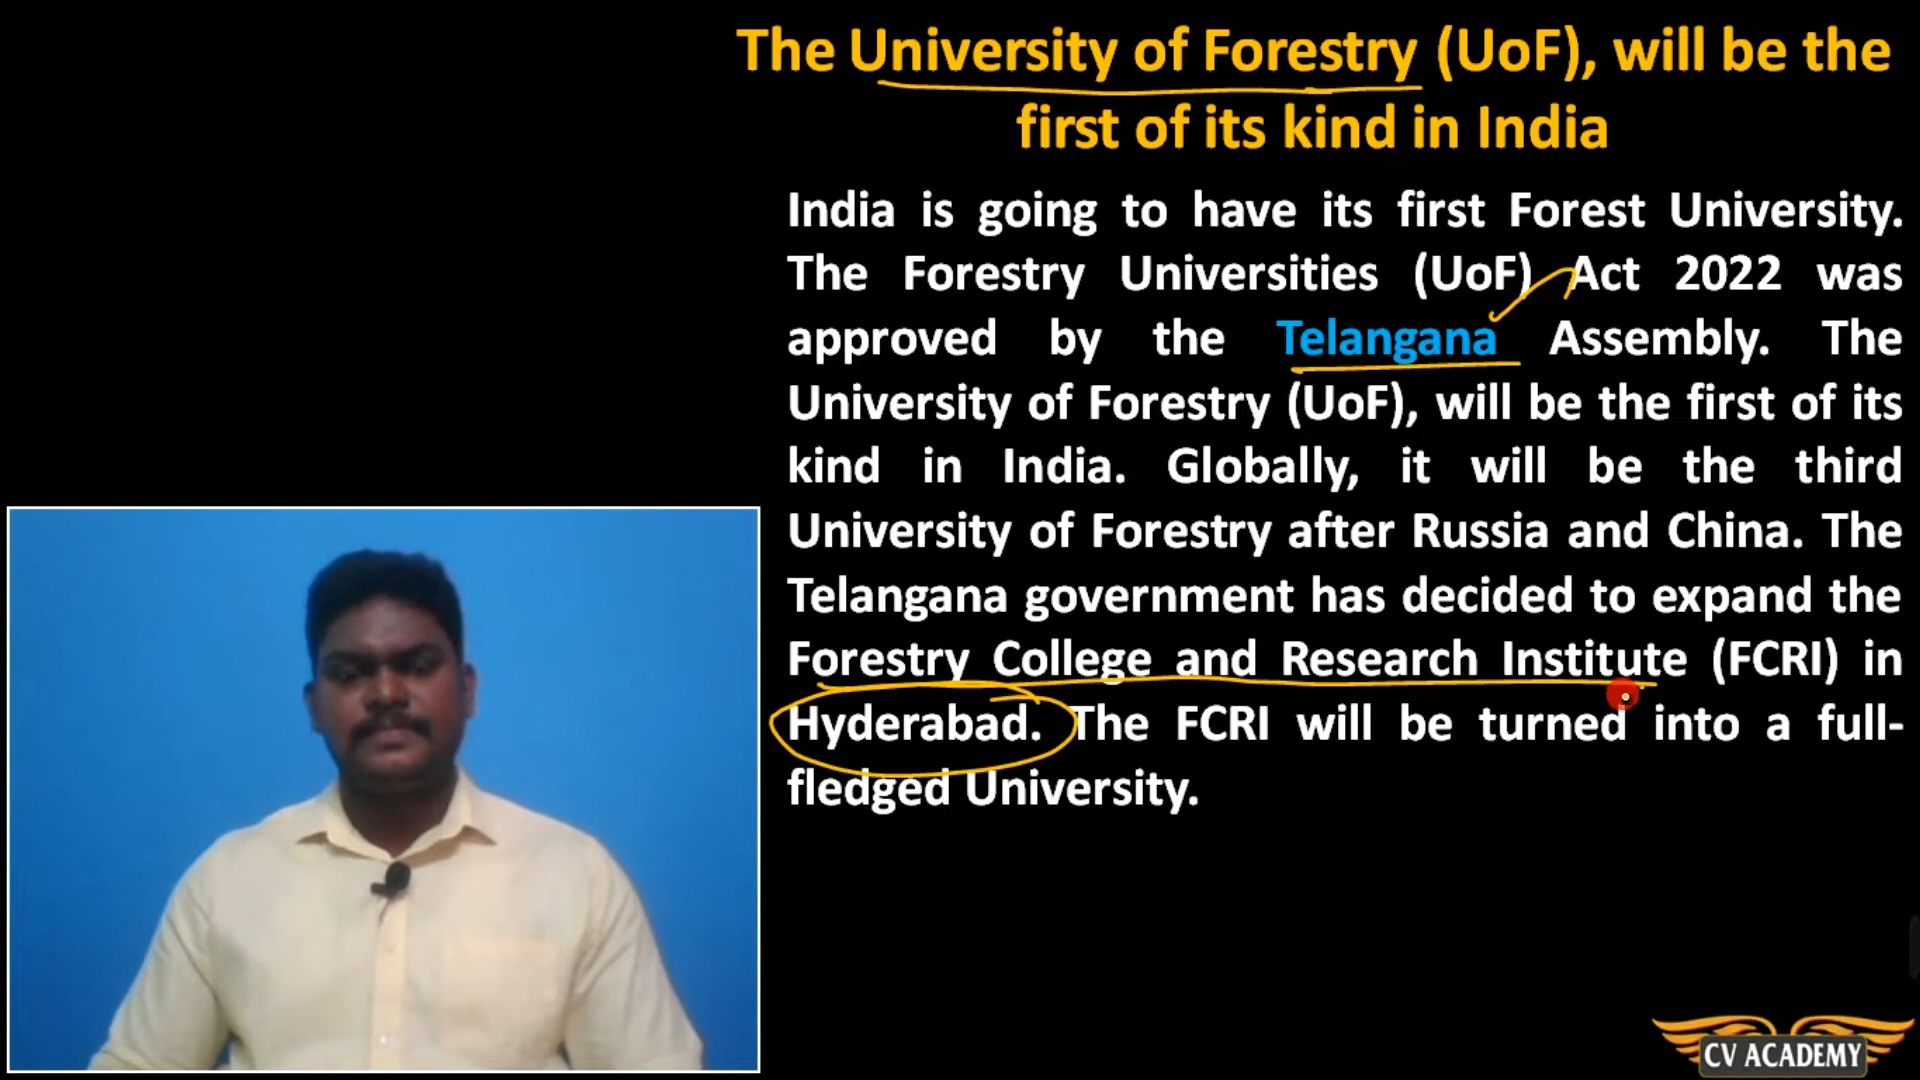 The University of Forestry (UoF), will be the
first of its kind in India
India is going to have its first Forest University.
The Forestry Universities (UoF) Act 2022 was
approved by the Telangana Assembly. The
University of Forestry (UoF), will be the first of its
kind in India. Globally, it will be the third
University of Forestry after Russia and China. The
Telangana government has decided to expand the
Forestry College and Research Institute (FCRI) in
Hyderabad. The FCRI will be turned into a full-
fledged University.
CV ACADEMY